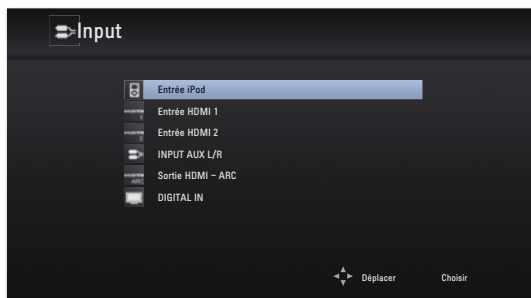 Input
Entrée iPod
Entrée HDMI 1
Entrée HDMI 2
INPUT AUX L/R
Sortie HDMI – ARC
DIGITAL IN
Déplacer Choisir